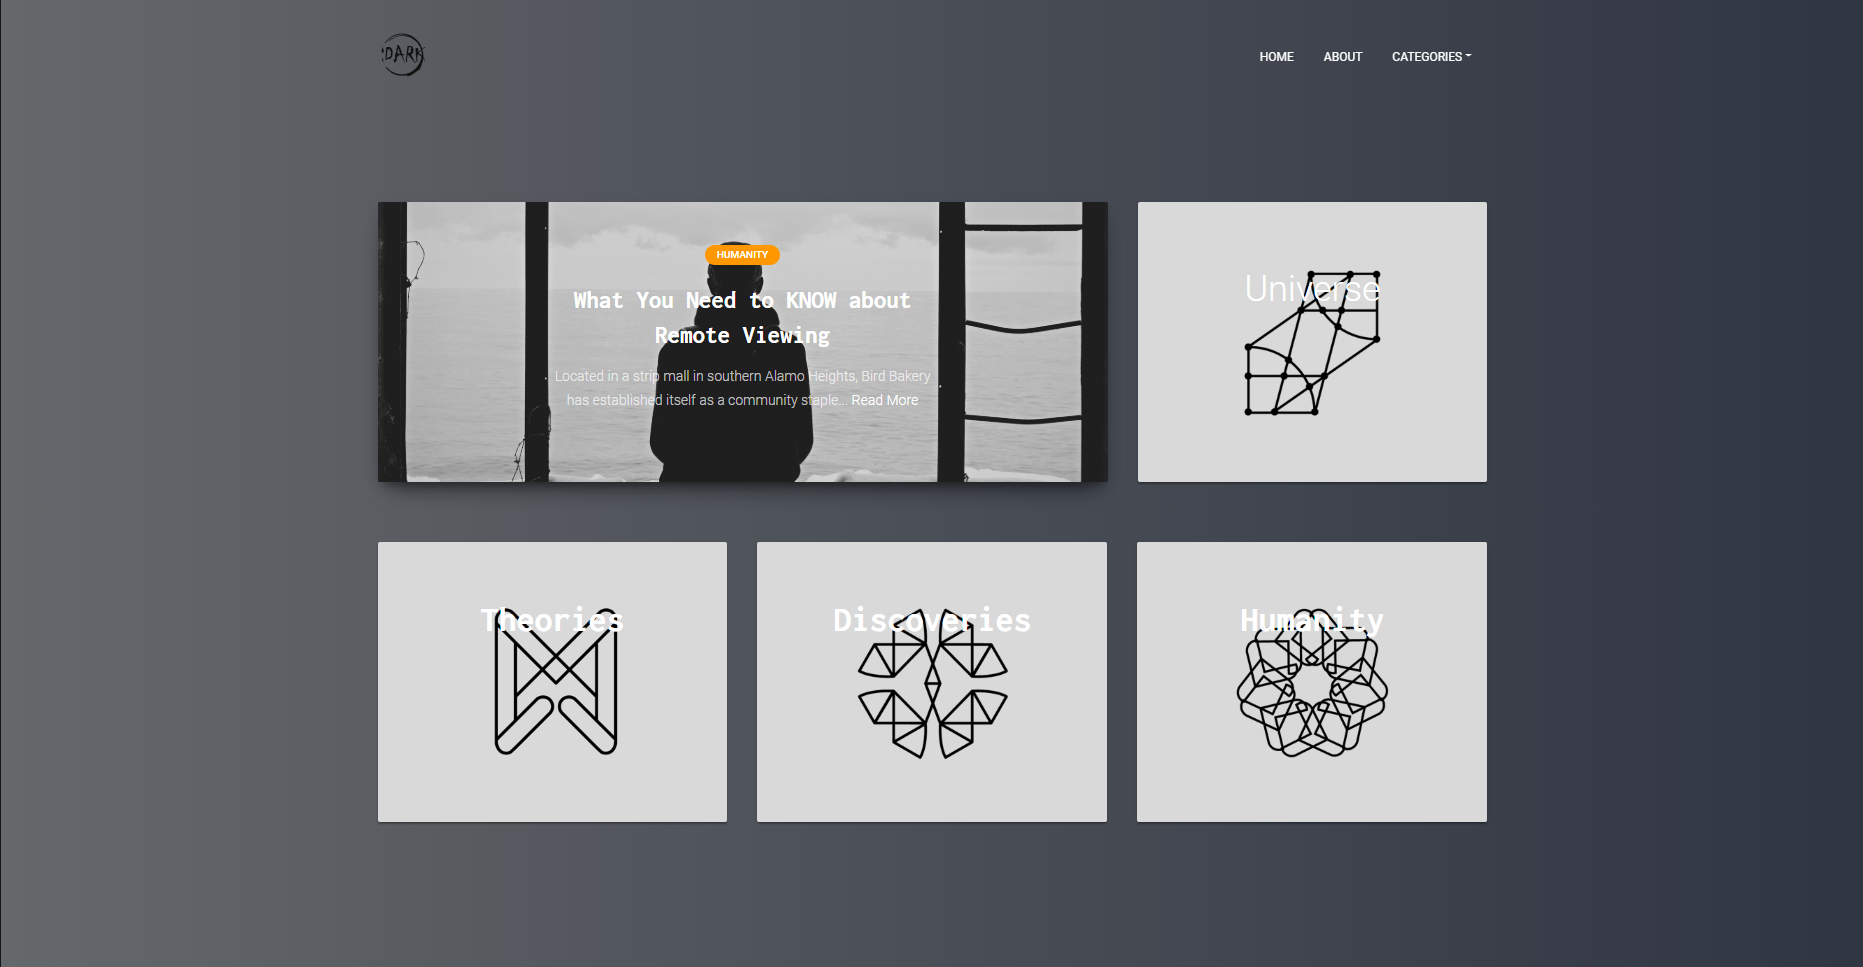 DARK
HOME ABOUT CATEGORIES
HUMANITY
What You Need to KNOW about
Remote Viewing
Located in a strip mall in southern Alamo Heights, Bird Bakery
has established itself as a community staple... Read More
Universe
Theories
Discoveries
Humanity